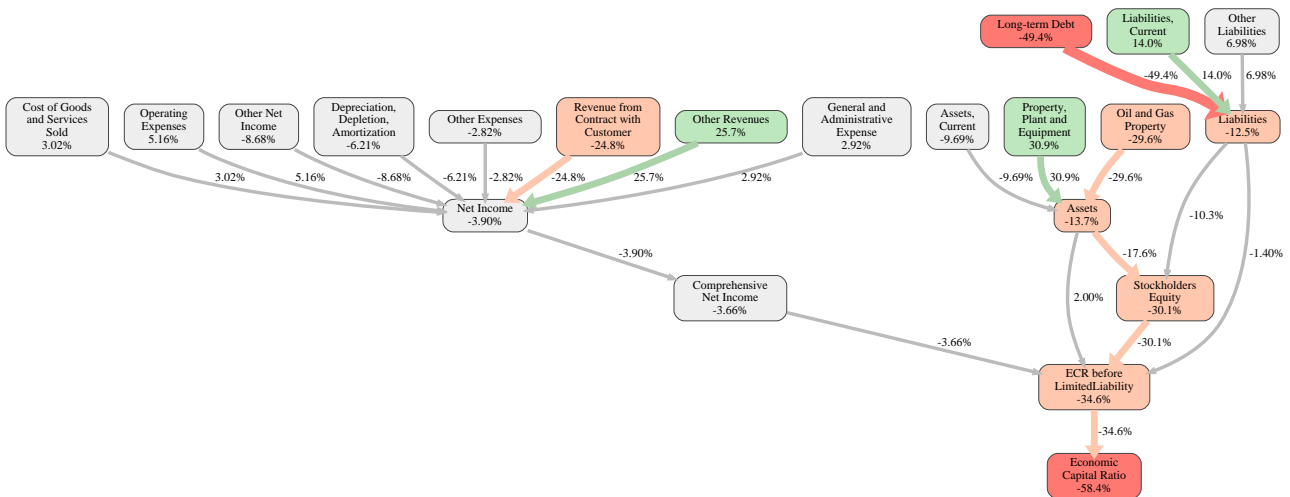 Long-term Debt
-49.4%
Liabilities,
Current
14.0%
Other
Liabilities
6.98%
-49.4%
14.0%
6.98%
Cost of Goods
and Services
Sold
3.02%
Operating
Expenses
5.16%
Other Net
Income
-8.68%
Depreciation,
Depletion,
Amortization
-6.21%
Other Expenses
-2.82%
Revenue from
Contract with
Customer
-24.8%
Other Revenues
25.7%
General and
Administrative
Expense
2.92%
Assets,
Current
-9.69%
Property,
Plant and
Equipment
30.9%
Oil and Gas
Property
-29.6%
Liabilities
-12.5%
3.02%
5.16%
-8.68%
-6.21%
-2.82%
-24.8%
25.7%
2.92%
-9.69%
30.9%
-29.6%
Net Income
-3.90%
Assets
-13.7%
-10.3%
-3.90%
-17.6%
-1.40%
Comprehensive
Net Income
-3.66%
2.00%
Stockholders
Equity
-30.1%
-3.66%
-30.1%
ECR before
LimitedLiability
-34.6%
-34.6%
Economic
Capital Ratio
-58.4%